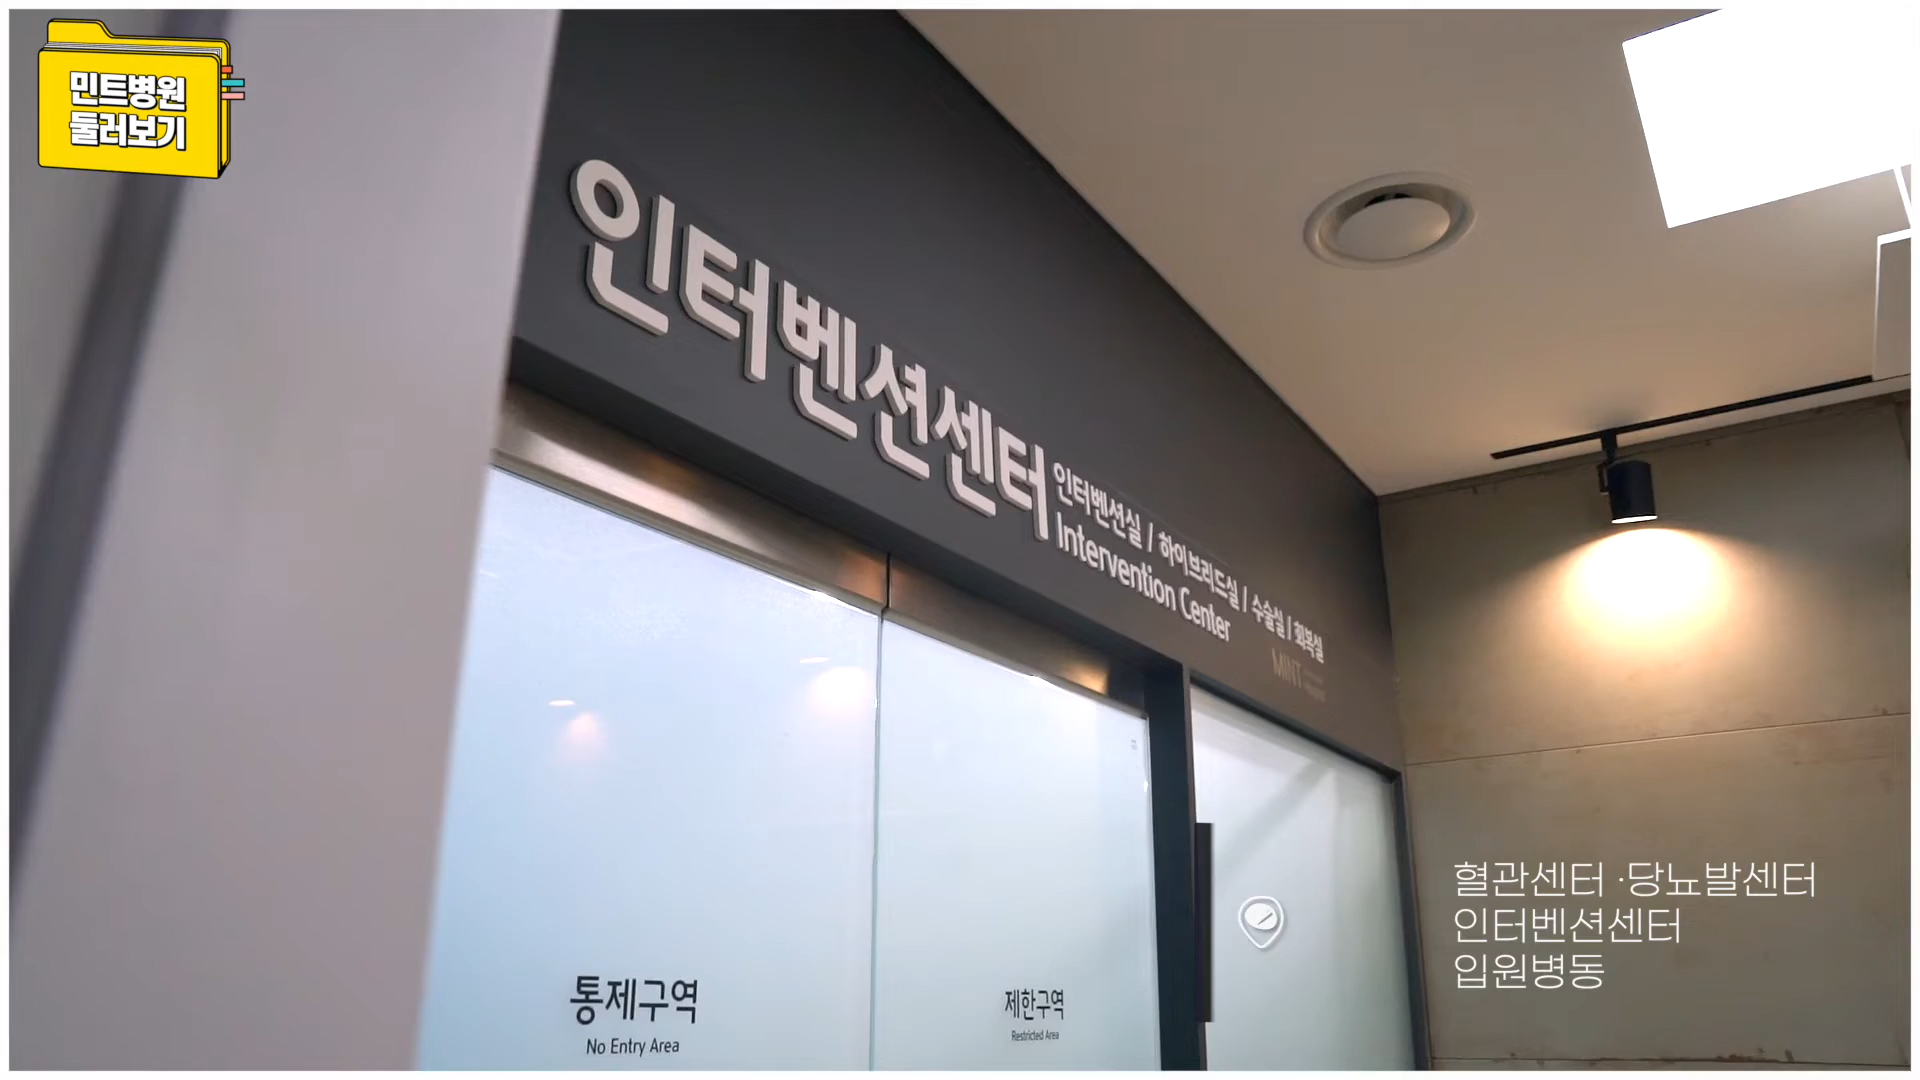 민트병원
둘러보기
인터벤션센터
인터벤션실 / 하이브리드실 / 수술실 / 회복실
Intervention Center
MINT
통제구역
No Entry Area
제한구역
Restricted Area
혈관센터 ·당뇨발센터
인터벤션센터
입원병동